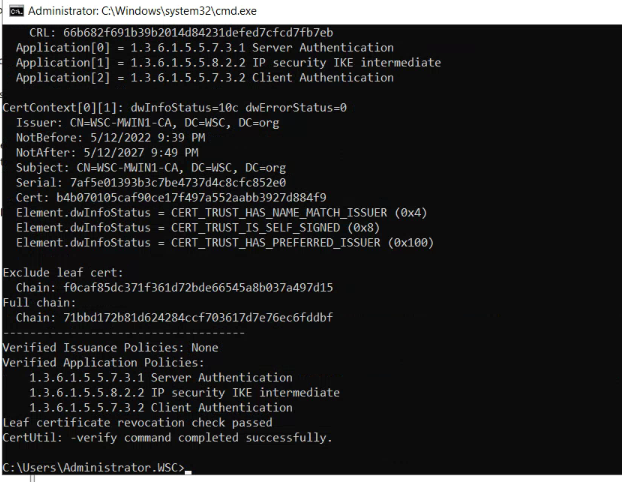 Administrator: C:\Windows\system32\cmd.exe
CRL: 66b682f691b39b2014d84231defed7cfcd7fb7eb
Application[0] = 1.3.6.1.5.5.7.3.1 Server Authentication
Application[1] = 1.3.6.1.5.5.8.2.2 IP security IKE intermediate
Application[2] = 1.3.6.1.5.5.7.3.2 Client Authentication
CertContext[0][1]: dwInfoStatus=10c dwErrorStatus=0
Issuer: CN=WSC-MWIN1-CA, DC=WSC, DC=org
NotBefore: 5/12/2022 9:39 PM
NotAfter: 5/12/2027 9:49 PM
Subject: CN=WSC-MWIN1-CA, DC=WSC, DC=org
Serial: 7af5e01393b3c7be4737d4c8cfc852e0
Cert: b4b070105caf90ce17f497a552aabb3927d884f9
Element.dwInfoStatus = CERT_TRUST_HAS_NAME_MATCH_ISSUER (0x4)
Element.dwInfoStatus = CERT_TRUST_IS_SELF_SIGNED (0x8)
Element.dwInfoStatus = CERT_TRUST_HAS_PREFERRED_ISSUER (0x100)
Exclude leaf cert:
Chain: f0caf85dc371f361d72bde66545a8b037a497d15
Full chain:
Chain: 71bbd172b81d624284ccf703617d7e76ec6fddbf
------------------------------------
Verified Issuance Policies: None
Verified Application Policies:
1.3.6.1.5.5.7.3.1 Server Authentication
1.3.6.1.5.5.8.2.2 IP security IKE intermediate
1.3.6.1.5.5.7.3.2 Client Authentication
Leaf certificate revocation check passed
CertUtil: -verify command completed successfully.
C:\Users\Administrator.WSC>